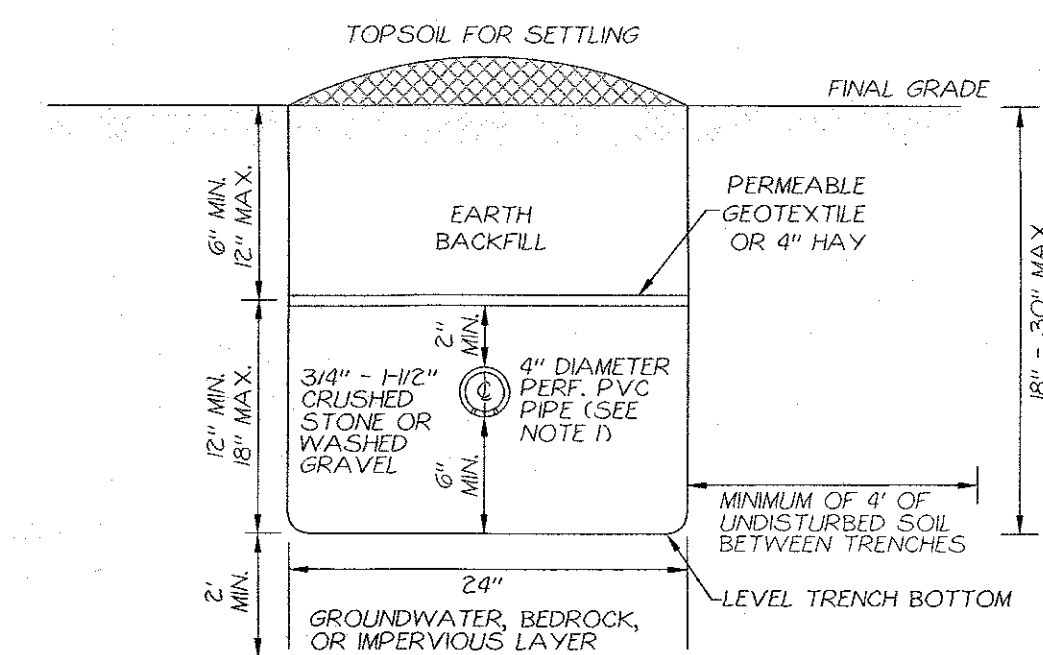 TOPSOIL FOR SETTLING
FINAL GRADE
6" MIN.
12" MAX.
EARTH
BACKFILL
PERMEABLE
GEOTEXTILE
OR 4" HAY
18" - 30" MAX.
12" MIN.
18" MAX.
3/4" - 1-1/2"
CRUSHED
STONE OR
WASHED
GRAVEL
2"
MIN.
℄
6"
MIN.
4" DIAMETER
PERF. PVC
PIPE (SEE
NOTE 1)
MINIMUM OF 4' OF
UNDISTURBED SOIL
BETWEEN TRENCHES
2'
MIN.
24"
LEVEL TRENCH BOTTOM
GROUNDWATER, BEDROCK,
OR IMPERVIOUS LAYER